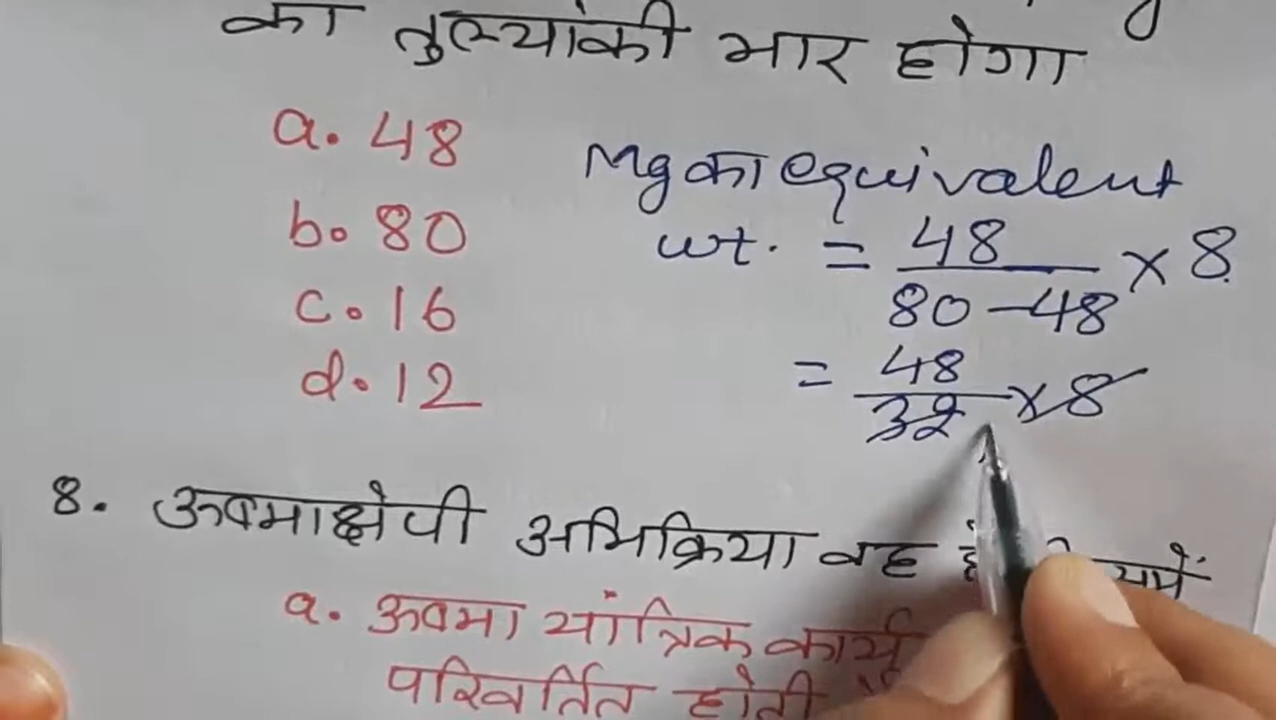 का तुल्यांकी भार होगा
a. 48
b. 80
c. 16
d. 12
Mg का equivalent
wt. = 48 / 80 - 48 × 8
= 48 / 32 × 8
8. ऊष्माक्षेपी अभिक्रिया वह
a. ऊष्मा यांत्रिक कार्य
परिवर्तित होती